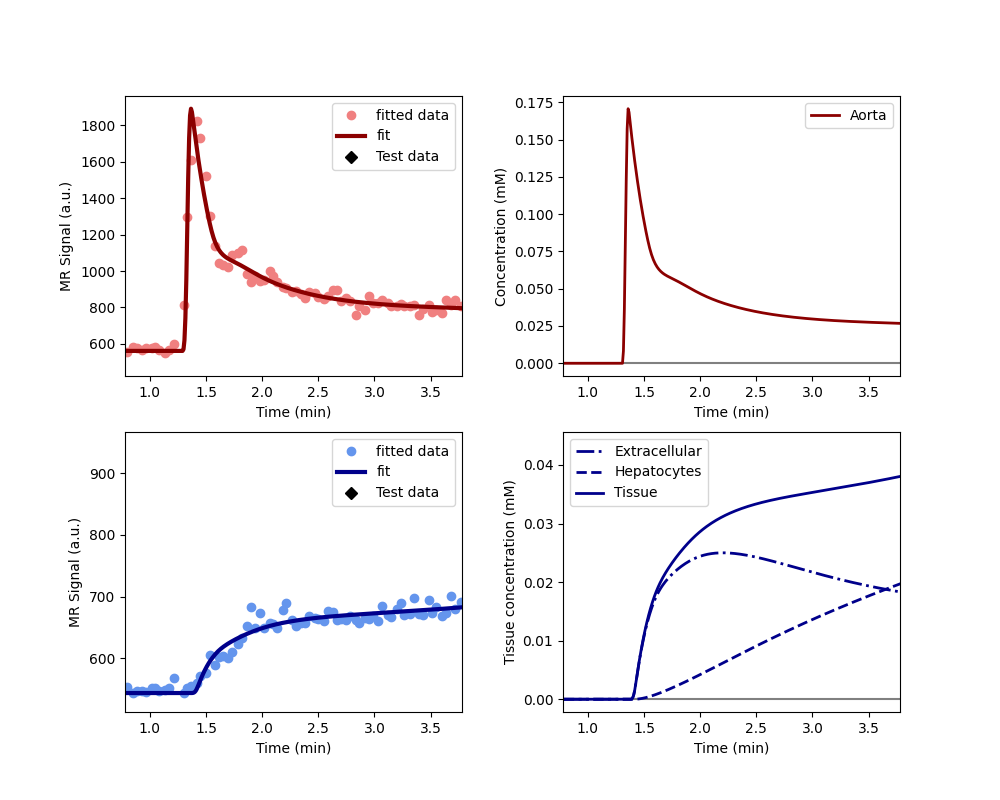 MR Signal (a.u.)
1800
1600
1400
1200
1000
800
600
fitted data
fit
Test data
1.0 1.5 2.0 2.5 3.0 3.5
Time (min)
Concentration (mM)
0.175
0.150
0.125
0.100
0.075
0.050
0.025
0.000
Aorta
1.0 1.5 2.0 2.5 3.0 3.5
Time (min)
MR Signal (a.u.)
900
800
700
600
fitted data
fit
Test data
1.0 1.5 2.0 2.5 3.0 3.5
Time (min)
Tissue concentration (mM)
0.04
0.03
0.02
0.01
0.00
Extracellular
Hepatocytes
Tissue
1.0 1.5 2.0 2.5 3.0 3.5
Time (min)